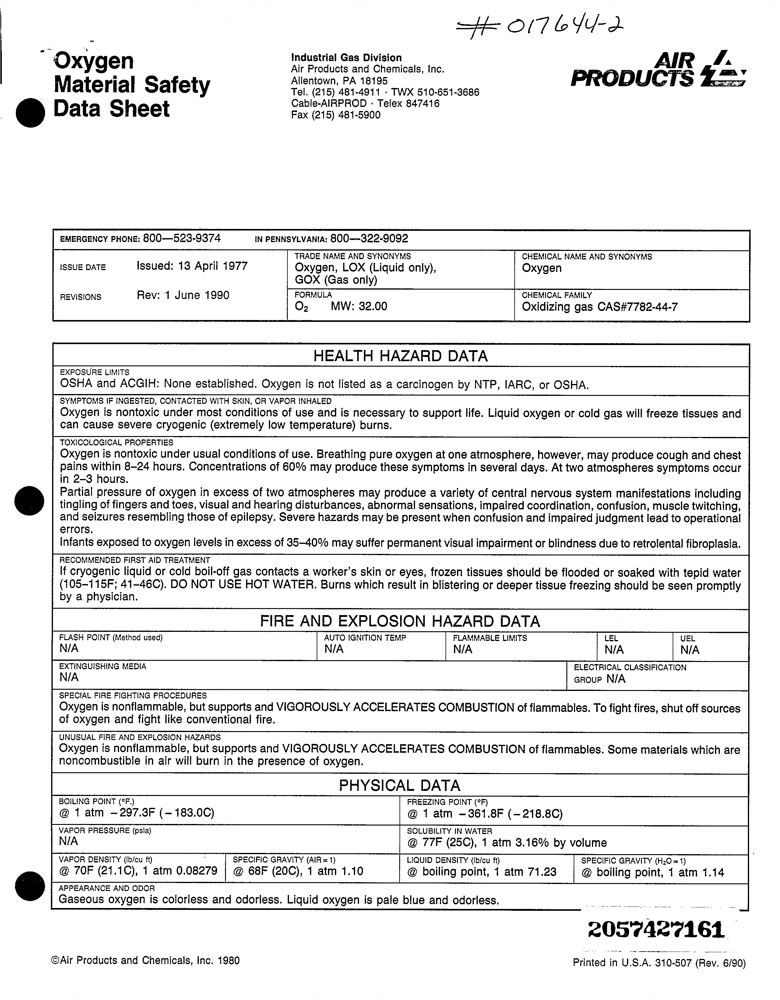 # 017644-2
Oxygen
Material Safety
Data Sheet
Industrial Gas Division
Air Products and Chemicals, Inc.
Allentown, PA 18195
Tel. (215) 481-4911 · TWX 510-651-3686
Cable-AIRPROD · Telex 847416
Fax (215) 481-5900
AIR
PRODUCTS
EMERGENCY PHONE: 800—523-9374 IN PENNSYLVANIA: 800—322-9092
ISSUE DATE Issued: 13 April 1977
REVISIONS Rev: 1 June 1990
TRADE NAME AND SYNONYMS
Oxygen, LOX (Liquid only),
GOX (Gas only)
CHEMICAL NAME AND SYNONYMS
Oxygen
FORMULA
O₂ MW: 32.00
CHEMICAL FAMILY
Oxidizing gas CAS#7782-44-7
HEALTH HAZARD DATA
EXPOSURE LIMITS
OSHA and ACGIH: None established. Oxygen is not listed as a carcinogen by NTP, IARC, or OSHA.
SYMPTOMS IF INGESTED, CONTACTED WITH SKIN, OR VAPOR INHALED
Oxygen is nontoxic under most conditions of use and is necessary to support life. Liquid oxygen or cold gas will freeze tissues and
can cause severe cryogenic (extremely low temperature) burns.
TOXICOLOGICAL PROPERTIES
Oxygen is nontoxic under usual conditions of use. Breathing pure oxygen at one atmosphere, however, may produce cough and chest
pains within 8–24 hours. Concentrations of 60% may produce these symptoms in several days. At two atmospheres symptoms occur
in 2–3 hours.
Partial pressure of oxygen in excess of two atmospheres may produce a variety of central nervous system manifestations including
tingling of fingers and toes, visual and hearing disturbances, abnormal sensations, impaired coordination, confusion, muscle twitching,
and seizures resembling those of epilepsy. Severe hazards may be present when confusion and impaired judgment lead to operational
errors.
Infants exposed to oxygen levels in excess of 35–40% may suffer permanent visual impairment or blindness due to retrolental fibroplasia.
RECOMMENDED FIRST AID TREATMENT
If cryogenic liquid or cold boil-off gas contacts a worker's skin or eyes, frozen tissues should be flooded or soaked with tepid water
(105–115F; 41–46C). DO NOT USE HOT WATER. Burns which result in blistering or deeper tissue freezing should be seen promptly
by a physician.
FIRE AND EXPLOSION HAZARD DATA
FLASH POINT (Method used)
N/A
AUTO IGNITION TEMP
N/A
FLAMMABLE LIMITS
N/A
LEL
N/A
UEL
N/A
EXTINGUISHING MEDIA
N/A
ELECTRICAL CLASSIFICATION
GROUP N/A
SPECIAL FIRE FIGHTING PROCEDURES
Oxygen is nonflammable, but supports and VIGOROUSLY ACCELERATES COMBUSTION of flammables. To fight fires, shut off sources
of oxygen and fight like conventional fire.
UNUSUAL FIRE AND EXPLOSION HAZARDS
Oxygen is nonflammable, but supports and VIGOROUSLY ACCELERATES COMBUSTION of flammables. Some materials which are
noncombustible in air will burn in the presence of oxygen.
PHYSICAL DATA
BOILING POINT (°F.)
@ 1 atm −297.3F (−183.0C)
FREEZING POINT (°F)
@ 1 atm −361.8F (−218.8C)
VAPOR PRESSURE (psia)
N/A
SOLUBILITY IN WATER
@ 77F (25C), 1 atm 3.16% by volume
VAPOR DENSITY (lb/cu ft)
@ 70F (21.1C), 1 atm 0.08279
SPECIFIC GRAVITY (AIR=1)
@ 68F (20C), 1 atm 1.10
LIQUID DENSITY (lb/cu ft)
@ boiling point, 1 atm 71.23
SPECIFIC GRAVITY (H₂O=1)
@ boiling point, 1 atm 1.14
APPEARANCE AND ODOR
Gaseous oxygen is colorless and odorless. Liquid oxygen is pale blue and odorless.
2057427161
©Air Products and Chemicals, Inc. 1980
Printed in U.S.A. 310-507 (Rev. 6/90)